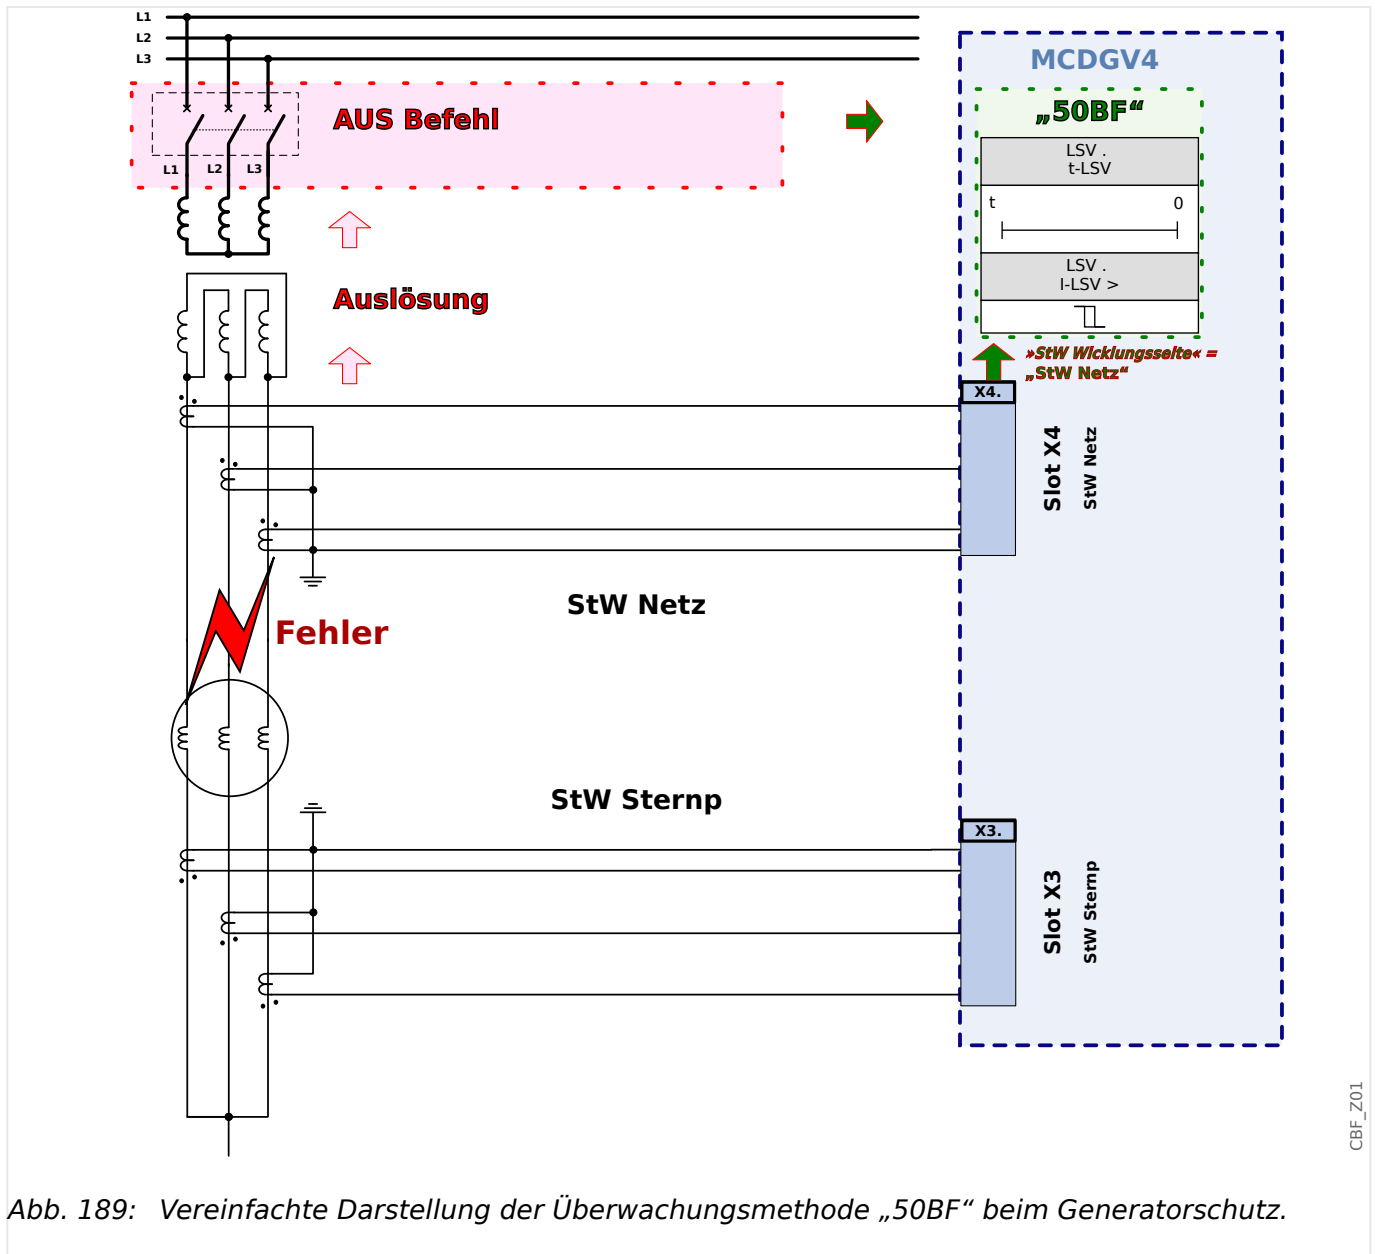 L1
L2
L3
MCDGV4
AUS Befehl
„50BF“
LSV .
t-LSV
L1 L2 L3
t 0
LSV .
I-LSV >
Auslösung
»StW Wicklungsseite« =
„StW Netz“
X4.
Slot X4
StW Netz
StW Netz
Fehler
StW Sternp
X3.
Slot X3
StW Sternp
CBF_Z01
Abb. 189: Vereinfachte Darstellung der Überwachungsmethode „50BF“ beim Generatorschutz.